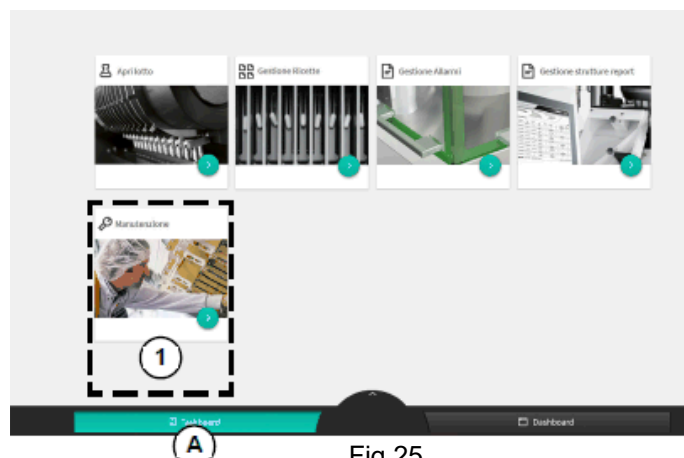 Apri lotto
Gestione Ricette
Gestione Allarmi
Gestione strutture report
Manutenzione
1
Dashboard
Dashboard
A
Fig.25